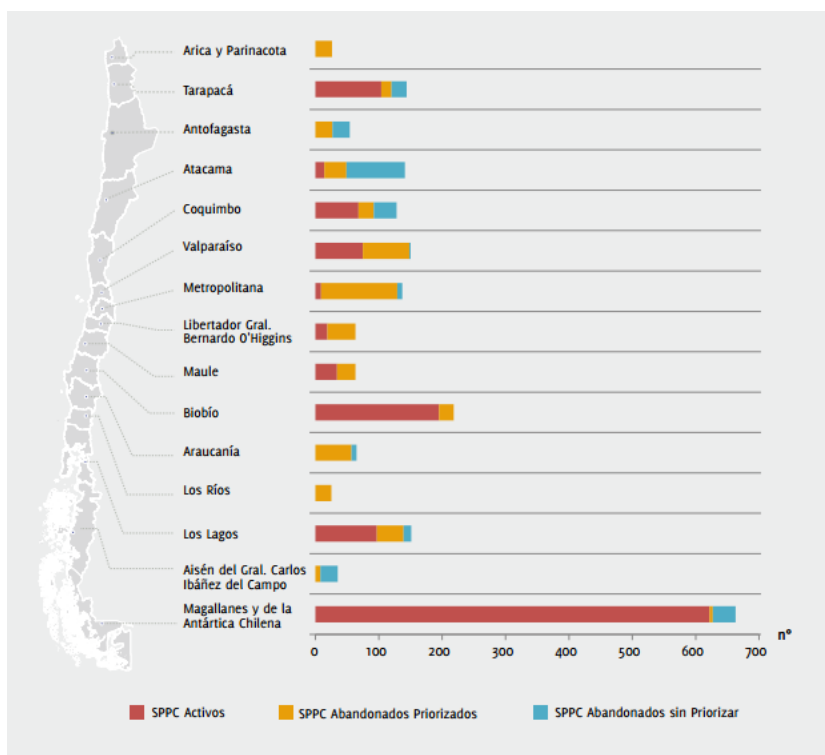 Arica y Parinacota
Tarapacá
Antofagasta
Atacama
Coquimbo
Valparaíso
Metropolitana
Libertador Gral.
Bernardo O'Higgins
Maule
Biobío
Araucanía
Los Ríos
Los Lagos
Aisén del Gral. Carlos
Ibáñez del Campo
Magallanes y de la
Antártica Chilena
nº
0 100 200 300 400 500 600 700
SPPC Activos SPPC Abandonados Priorizados SPPC Abandonados sin Priorizar